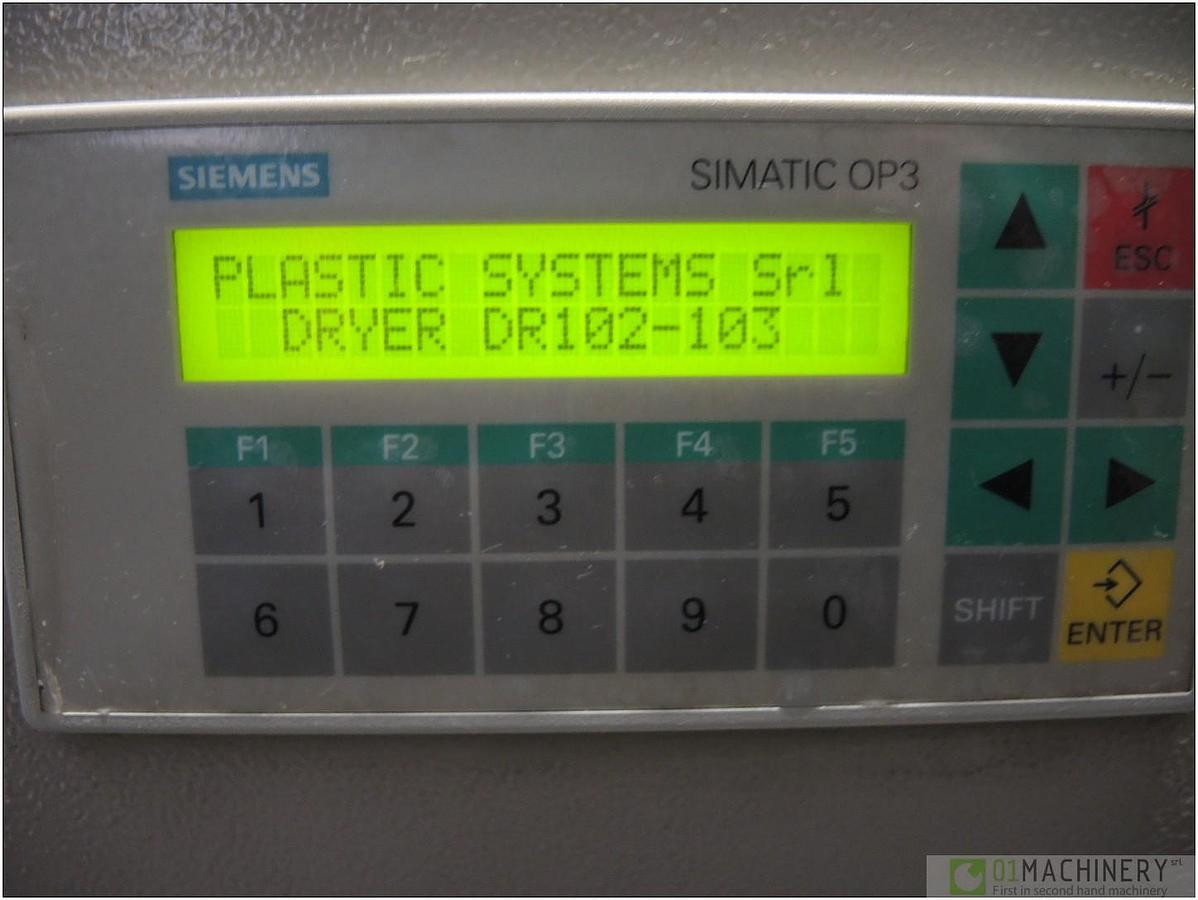 SIEMENS
SIMATIC OP3
PLASTIC SYSTEMS Srl
DRYER DR102-103
ESC
+/-
F1 F2 F3 F4 F5
1 2 3 4 5
6 7 8 9 0
SHIFT
ENTER
01MACHINERY srl
First in second hand machinery